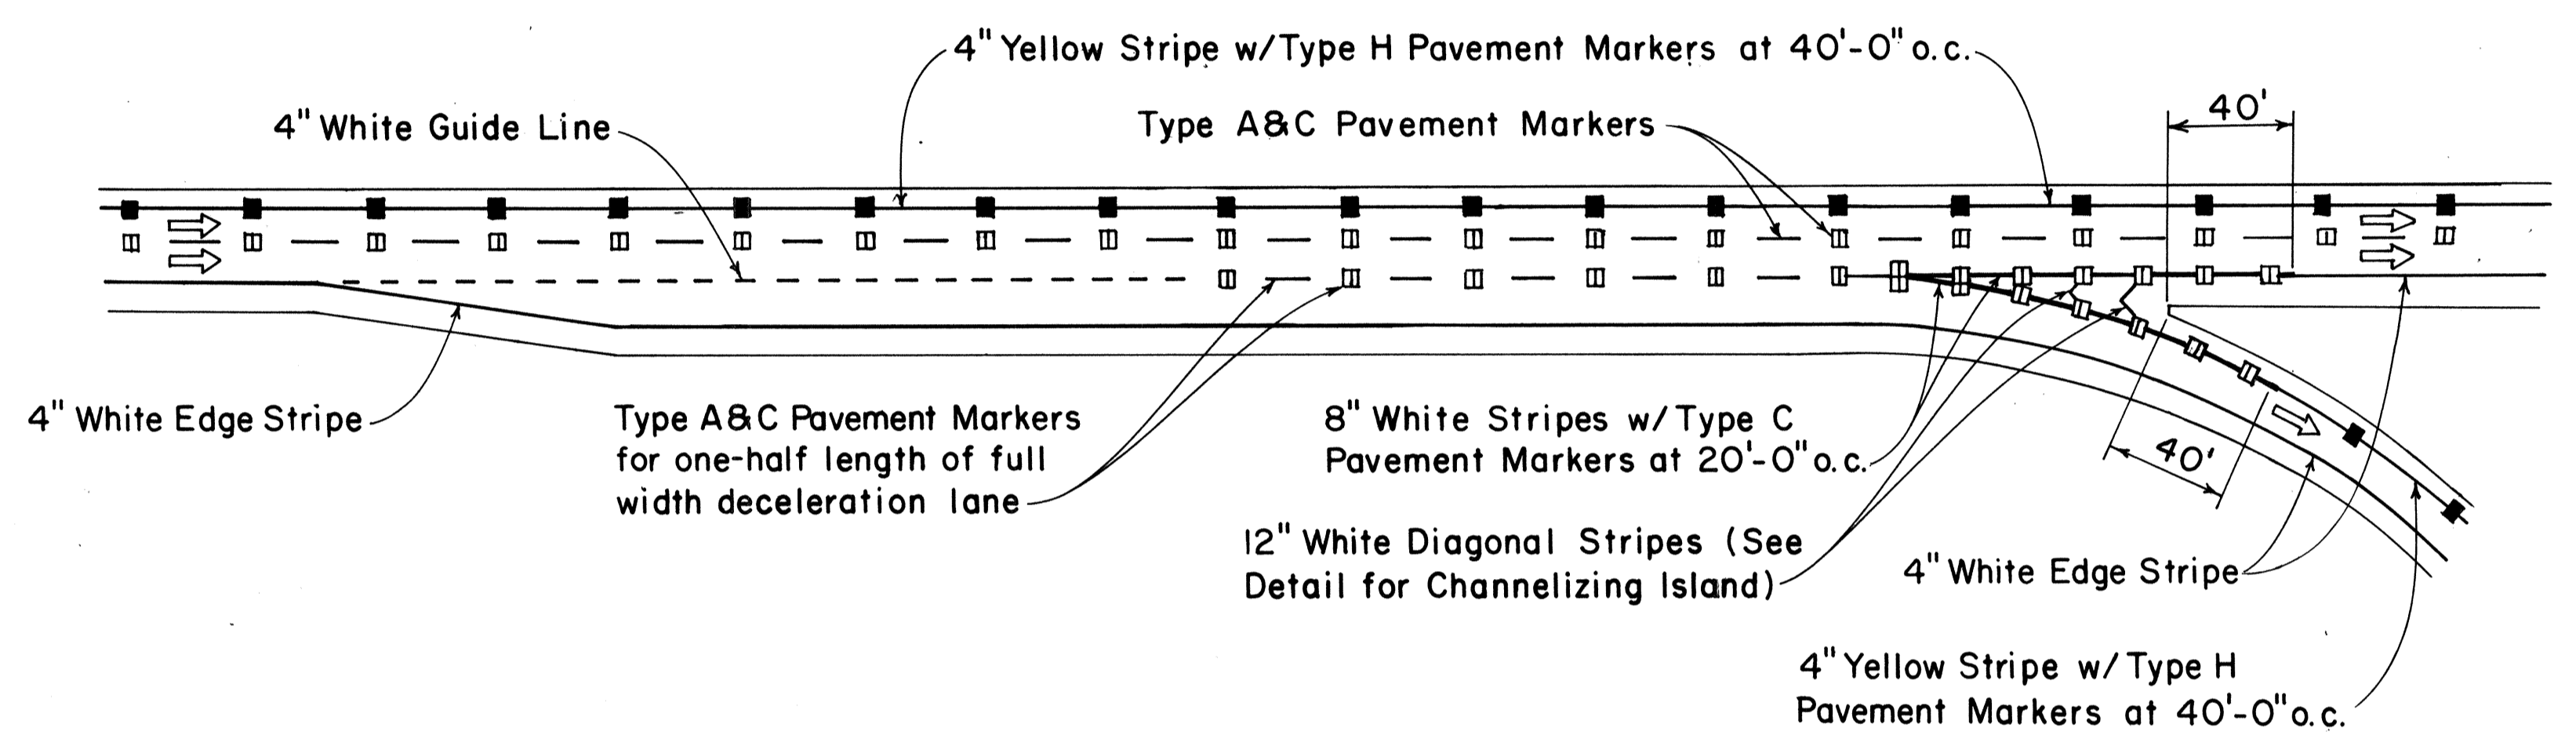 4" Yellow Stripe w/Type H Pavement Markers at 40'-0" o.c.
4" White Guide Line
Type A&C Pavement Markers
40'
4" White Edge Stripe
Type A&C Pavement Markers
for one-half length of full
width deceleration lane
8" White Stripes w/Type C
Pavement Markers at 20'-0" o.c.
40'
12" White Diagonal Stripes (See
Detail for Channelizing Island)
4" White Edge Stripe
4" Yellow Stripe w/Type H
Pavement Markers at 40'-0" o.c.